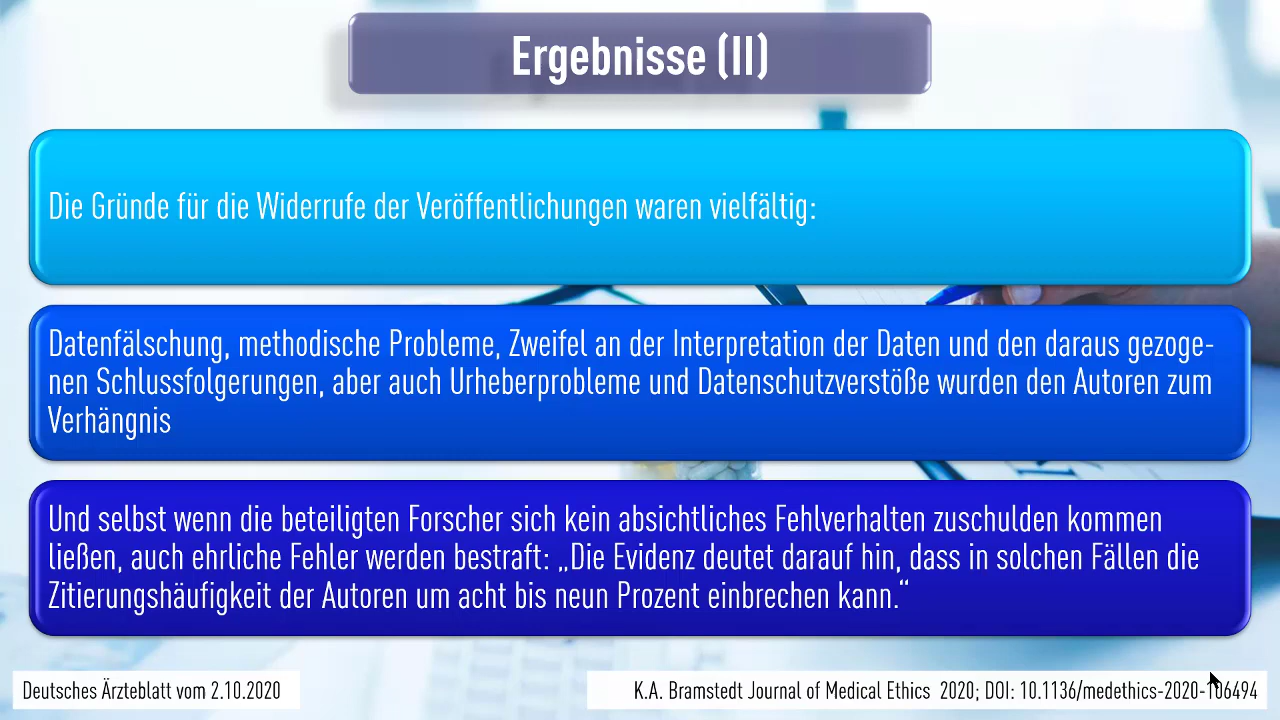 Ergebnisse (II)
Die Gründe für die Widerrufe der Veröffentlichungen waren vielfältig:
Datenfälschung, methodische Probleme, Zweifel an der Interpretation der Daten und den daraus gezoge-
nen Schlussfolgerungen, aber auch Urheberprobleme und Datenschutzverstöße wurden den Autoren zum
Verhängnis
Und selbst wenn die beteiligten Forscher sich kein absichtliches Fehlverhalten zuschulden kommen
ließen, auch ehrliche Fehler werden bestraft: „Die Evidenz deutet darauf hin, dass in solchen Fällen die
Zitierungshäufigkeit der Autoren um acht bis neun Prozent einbrechen kann.“
Deutsches Ärzteblatt vom 2.10.2020
K.A. Bramstedt Journal of Medical Ethics 2020; DOI: 10.1136/medethics-2020-106494